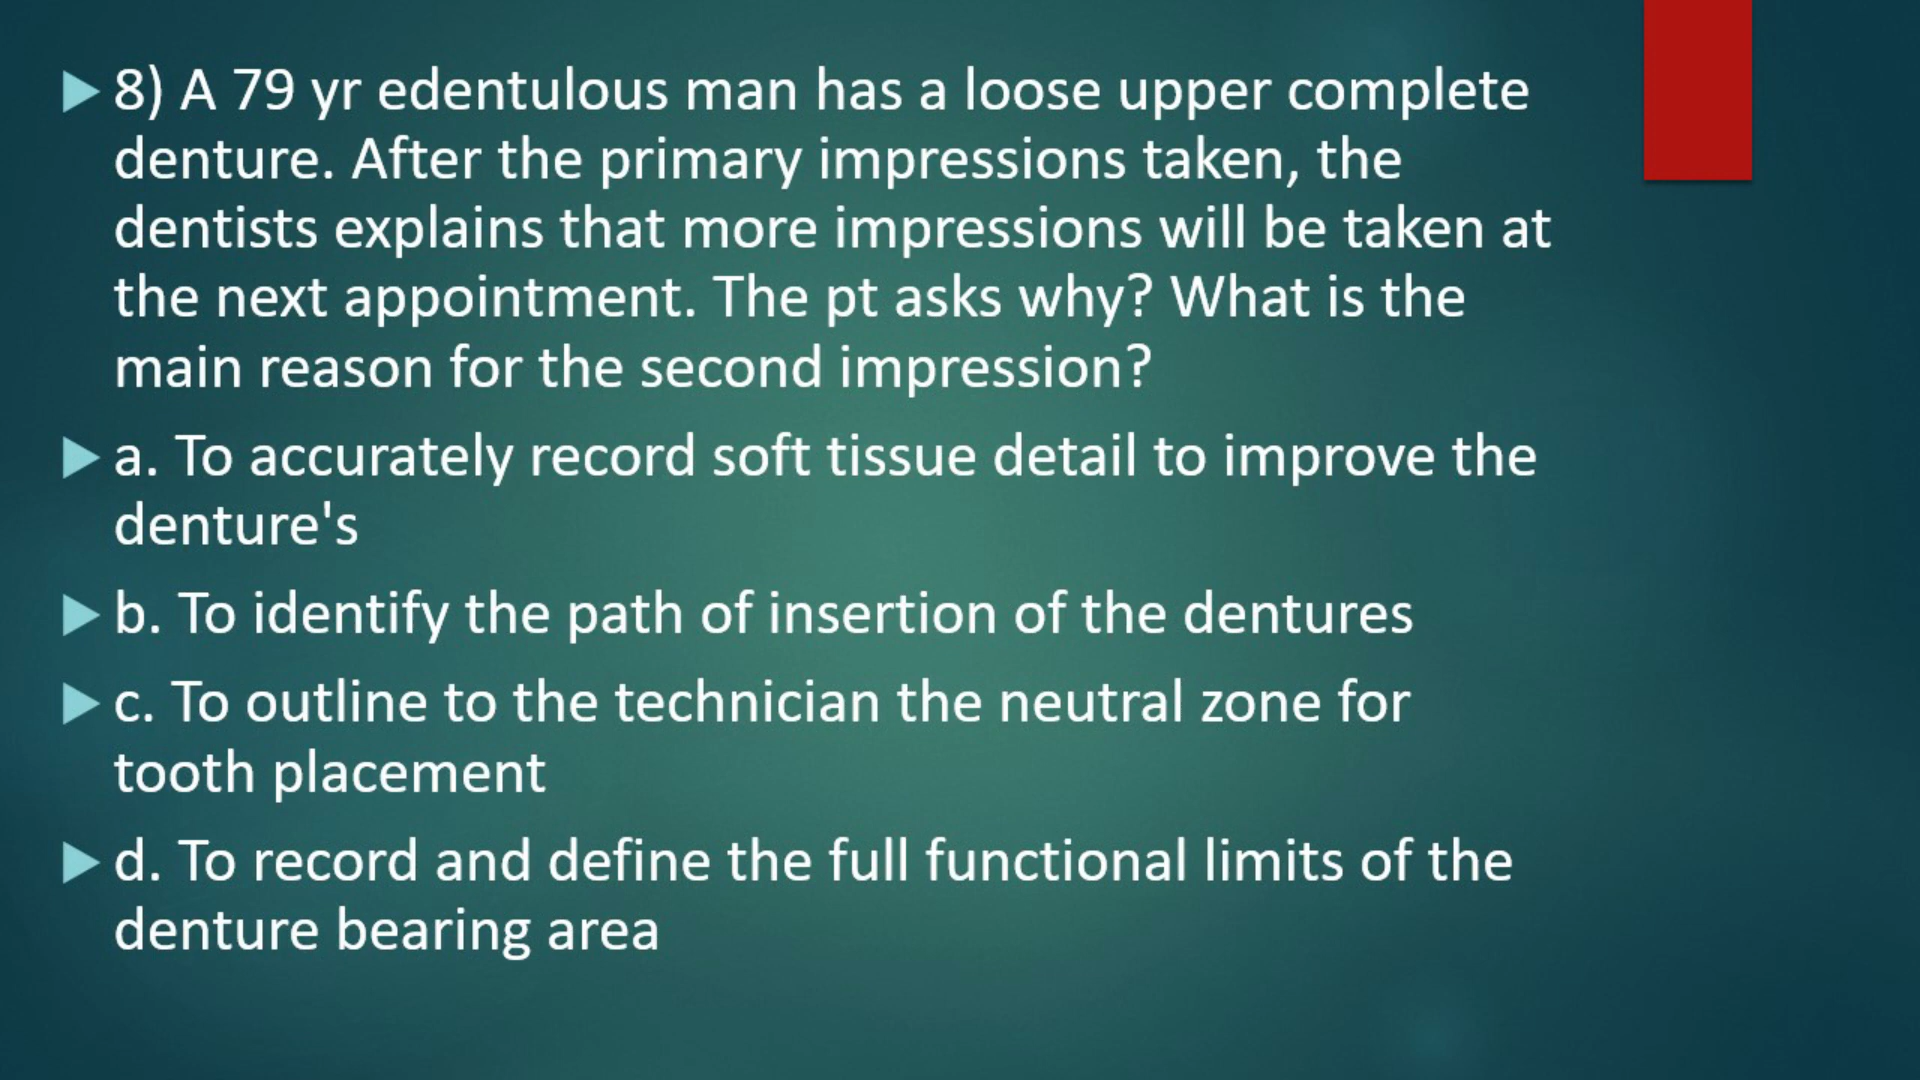 8) A 79 yr edentulous man has a loose upper complete
denture. After the primary impressions taken, the
dentists explains that more impressions will be taken at
the next appointment. The pt asks why? What is the
main reason for the second impression?
a. To accurately record soft tissue detail to improve the
denture's
b. To identify the path of insertion of the dentures
c. To outline to the technician the neutral zone for
tooth placement
d. To record and define the full functional limits of the
denture bearing area